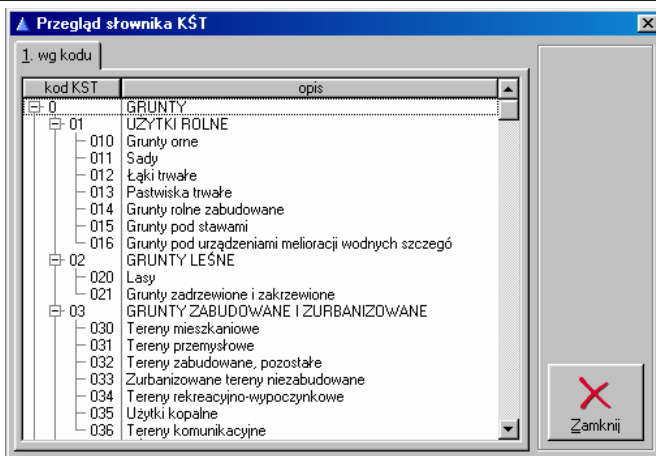 Przegląd słownika KŚT
1. wg kodu
kod KST opis
0 GRUNTY
01 UŻYTKI ROLNE
010 Grunty orne
011 Sady
012 Łąki trwałe
013 Pastwiska trwałe
014 Grunty rolne zabudowane
015 Grunty pod stawami
016 Grunty pod urządzeniami melioracji wodnych szczegó
02 GRUNTY LEŚNE
020 Lasy
021 Grunty zadrzewione i zakrzewione
03 GRUNTY ZABUDOWANE I ZURBANIZOWANE
030 Tereny mieszkaniowe
031 Tereny przemysłowe
032 Tereny zabudowane, pozostałe
033 Zurbanizowane tereny niezabudowane
034 Tereny rekreacyjno-wypoczynkowe
035 Użytki kopalne
036 Tereny komunikacyjne
Zamknij